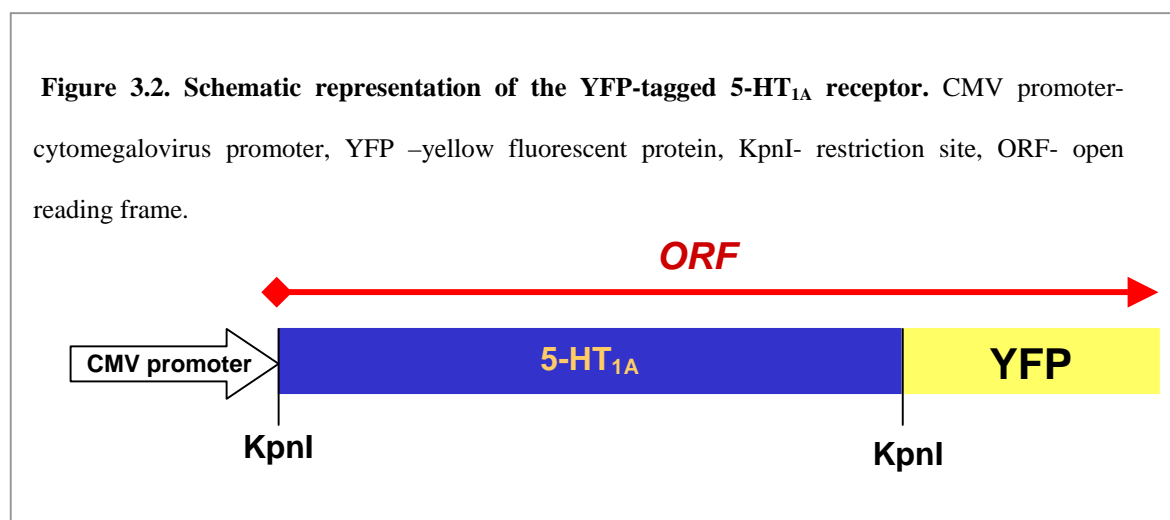 Figure 3.2. Schematic representation of the YFP-tagged 5-HT1A receptor. CMV promoter-
cytomegalovirus promoter, YFP –yellow fluorescent protein, KpnI- restriction site, ORF- open
reading frame.
ORF
CMV promoter
5-HT1A
YFP
KpnI
KpnI